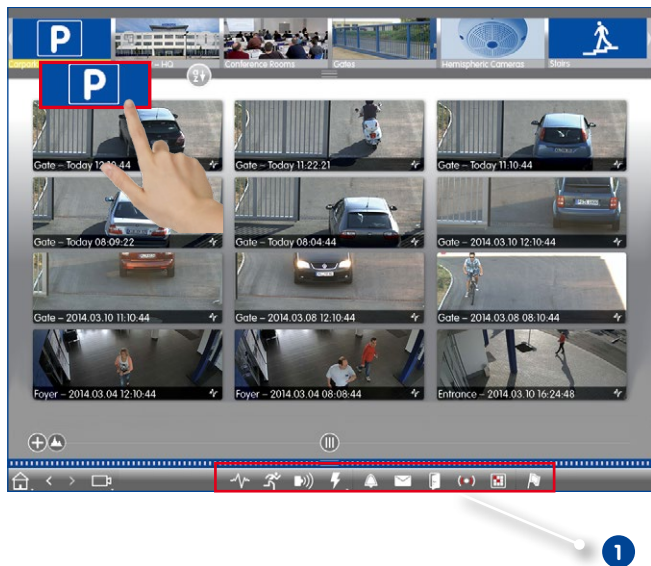 P
Carpark
– HQ
Conference Rooms
Gates
Hemispheric Cameras
Stairs
P
Gate – Today 11:22:21
Gate – Today 11:10:44
Gate – Today 08:09:22
Gate – Today 08:04:44
Gate – 2014.03.10 12:10:44
Gate – 2014.03.10 11:10:44
Gate – 2014.03.08 12:10:44
Gate – 2014.03.08 08:10:44
Foyer – 2014.03.04 12:10:44
Foyer – 2014.03.04 08:08:44
Entrance – 2014.03.10 16:24:48
1